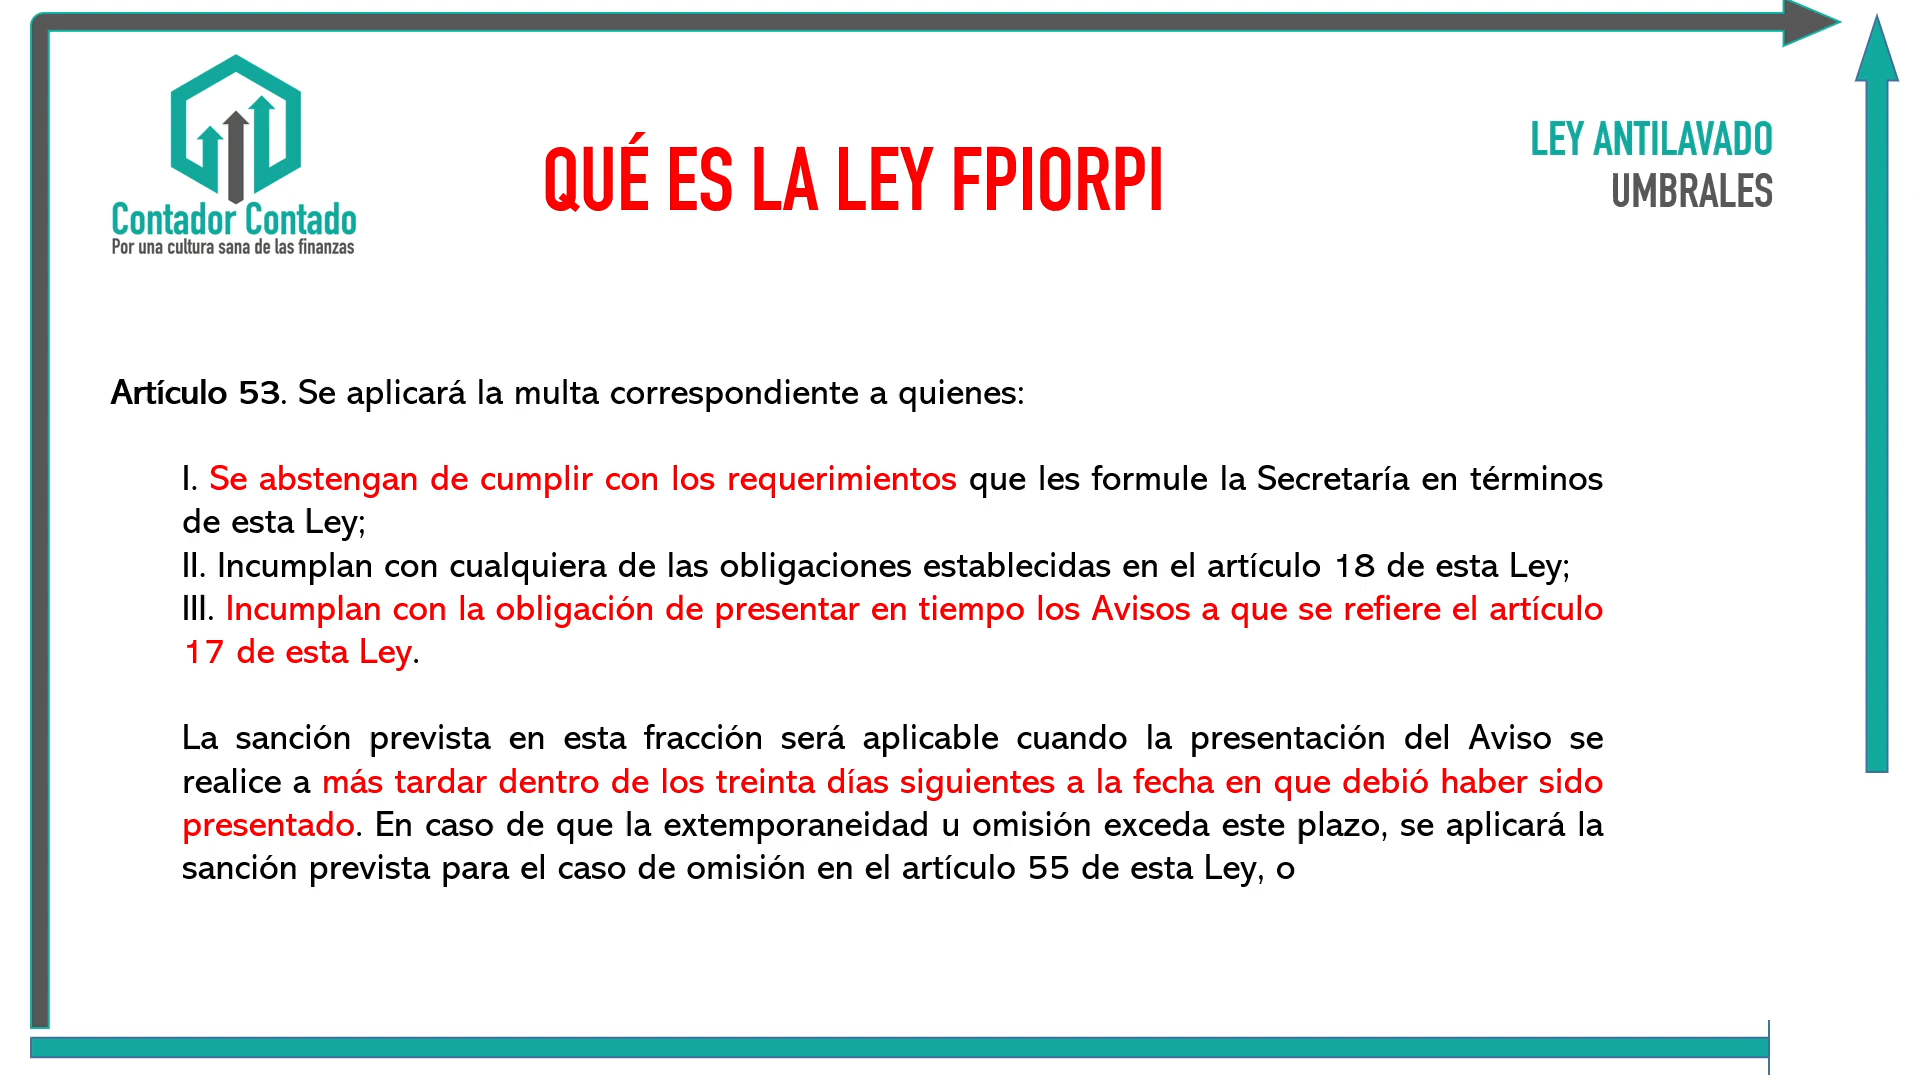 Contador Contado
Por una cultura sana de las finanzas
QUÉ ES LA LEY FPIORPI
LEY ANTILAVADO
UMBRALES
Artículo 53. Se aplicará la multa correspondiente a quienes:
I. Se abstengan de cumplir con los requerimientos que les formule la Secretaría en términos
de esta Ley;
II. Incumplan con cualquiera de las obligaciones establecidas en el artículo 18 de esta Ley;
III. Incumplan con la obligación de presentar en tiempo los Avisos a que se refiere el artículo
17 de esta Ley.
La sanción prevista en esta fracción será aplicable cuando la presentación del Aviso se
realice a más tardar dentro de los treinta días siguientes a la fecha en que debió haber sido
presentado. En caso de que la extemporaneidad u omisión exceda este plazo, se aplicará la
sanción prevista para el caso de omisión en el artículo 55 de esta Ley, o